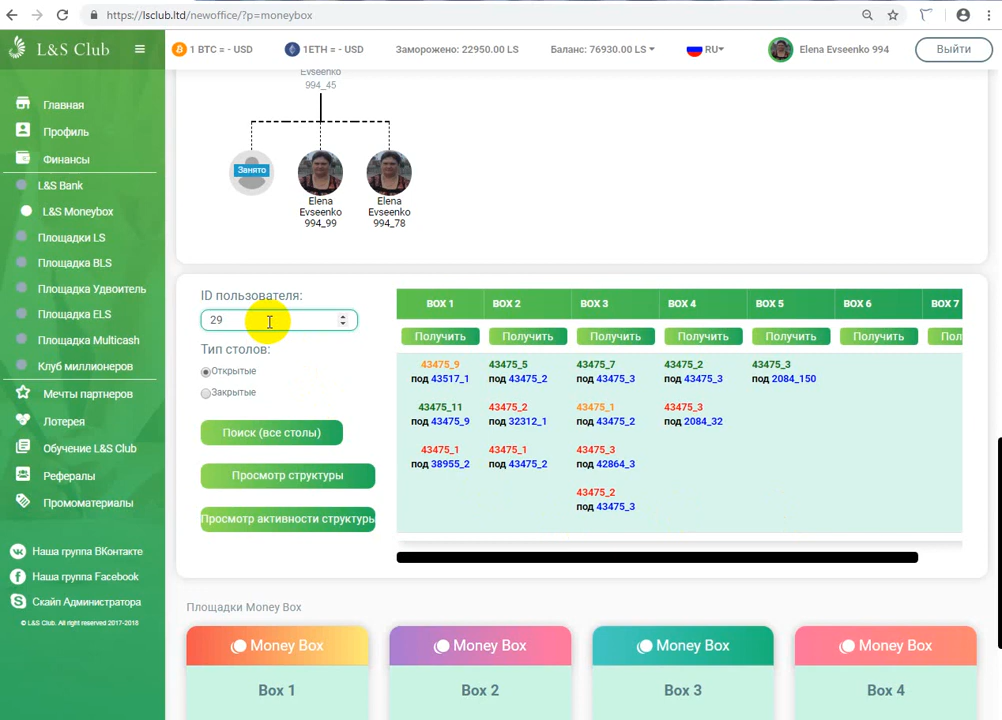 https://lsclub.ltd/newoffice/?p=moneybox
L&S Club
1 BTC = - USD
1ETH = - USD
Заморожено: 22950.00 LS
Баланс: 76930.00 LS
RU
Elena Evseenko 994
Выйти
Главная
Профиль
Финансы
L&S Bank
L&S Moneybox
Площадки LS
Площадка BLS
Площадка Удвоитель
Площадка ELS
Площадка Multicash
Клуб миллионеров
Мечты партнеров
Лотерея
Обучение L&S Club
Рефералы
Промоматериалы
Наша группа ВКонтакте
Наша группа Facebook
Скайп Администратора
© L&S Club. All right reserved 2017-2018
Evseenko
994_45
Занято
Elena
Evseenko
994_99
Elena
Evseenko
994_78
ID пользователя:
29
Тип столов:
Открытые
Закрытые
Поиск (все столы)
Просмотр структуры
Просмотр активности структуры
BOX 1 BOX 2 BOX 3 BOX 4 BOX 5 BOX 6 BOX 7
Получить Получить Получить Получить Получить Получить Пол
43475_9 43475_5 43475_7 43475_2 43475_3
под 43517_1 под 43475_2 под 43475_3 под 43475_3 под 2084_150
43475_11 43475_2 43475_1 43475_3
под 43475_9 под 32312_1 под 43475_2 под 2084_32
43475_1 43475_1 43475_3
под 38955_2 под 43475_2 под 42864_3
43475_2
под 43475_3
Площадки Money Box
Money Box Money Box Money Box Money Box
Box 1 Box 2 Box 3 Box 4